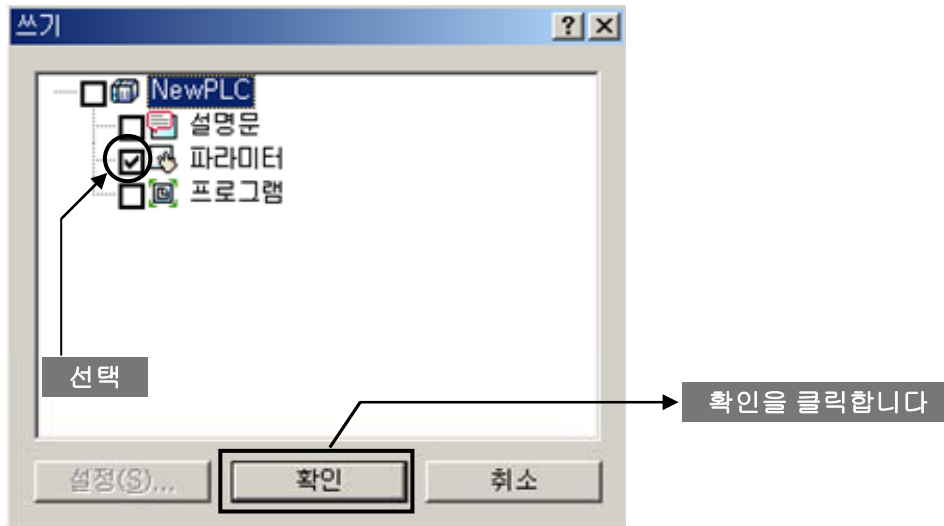 쓰기
NewPLC
설명문
파라미터
프로그램
선택
확인을 클릭합니다
설정(S)...
확인
취소